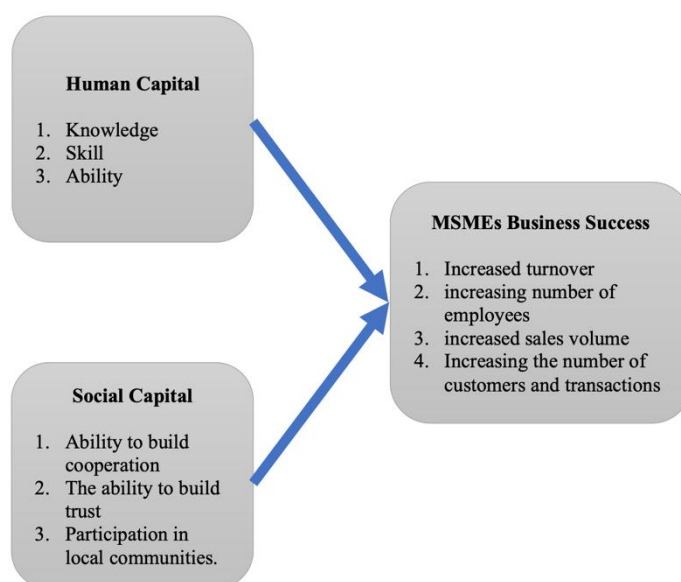 Human Capital
1. Knowledge
2. Skill
3. Ability
MSMEs Business Success
1. Increased turnover
2. increasing number of
employees
3. increased sales volume
4. Increasing the number of
customers and transactions
Social Capital
1. Ability to build
cooperation
2. The ability to build
trust
3. Participation in
local communities.